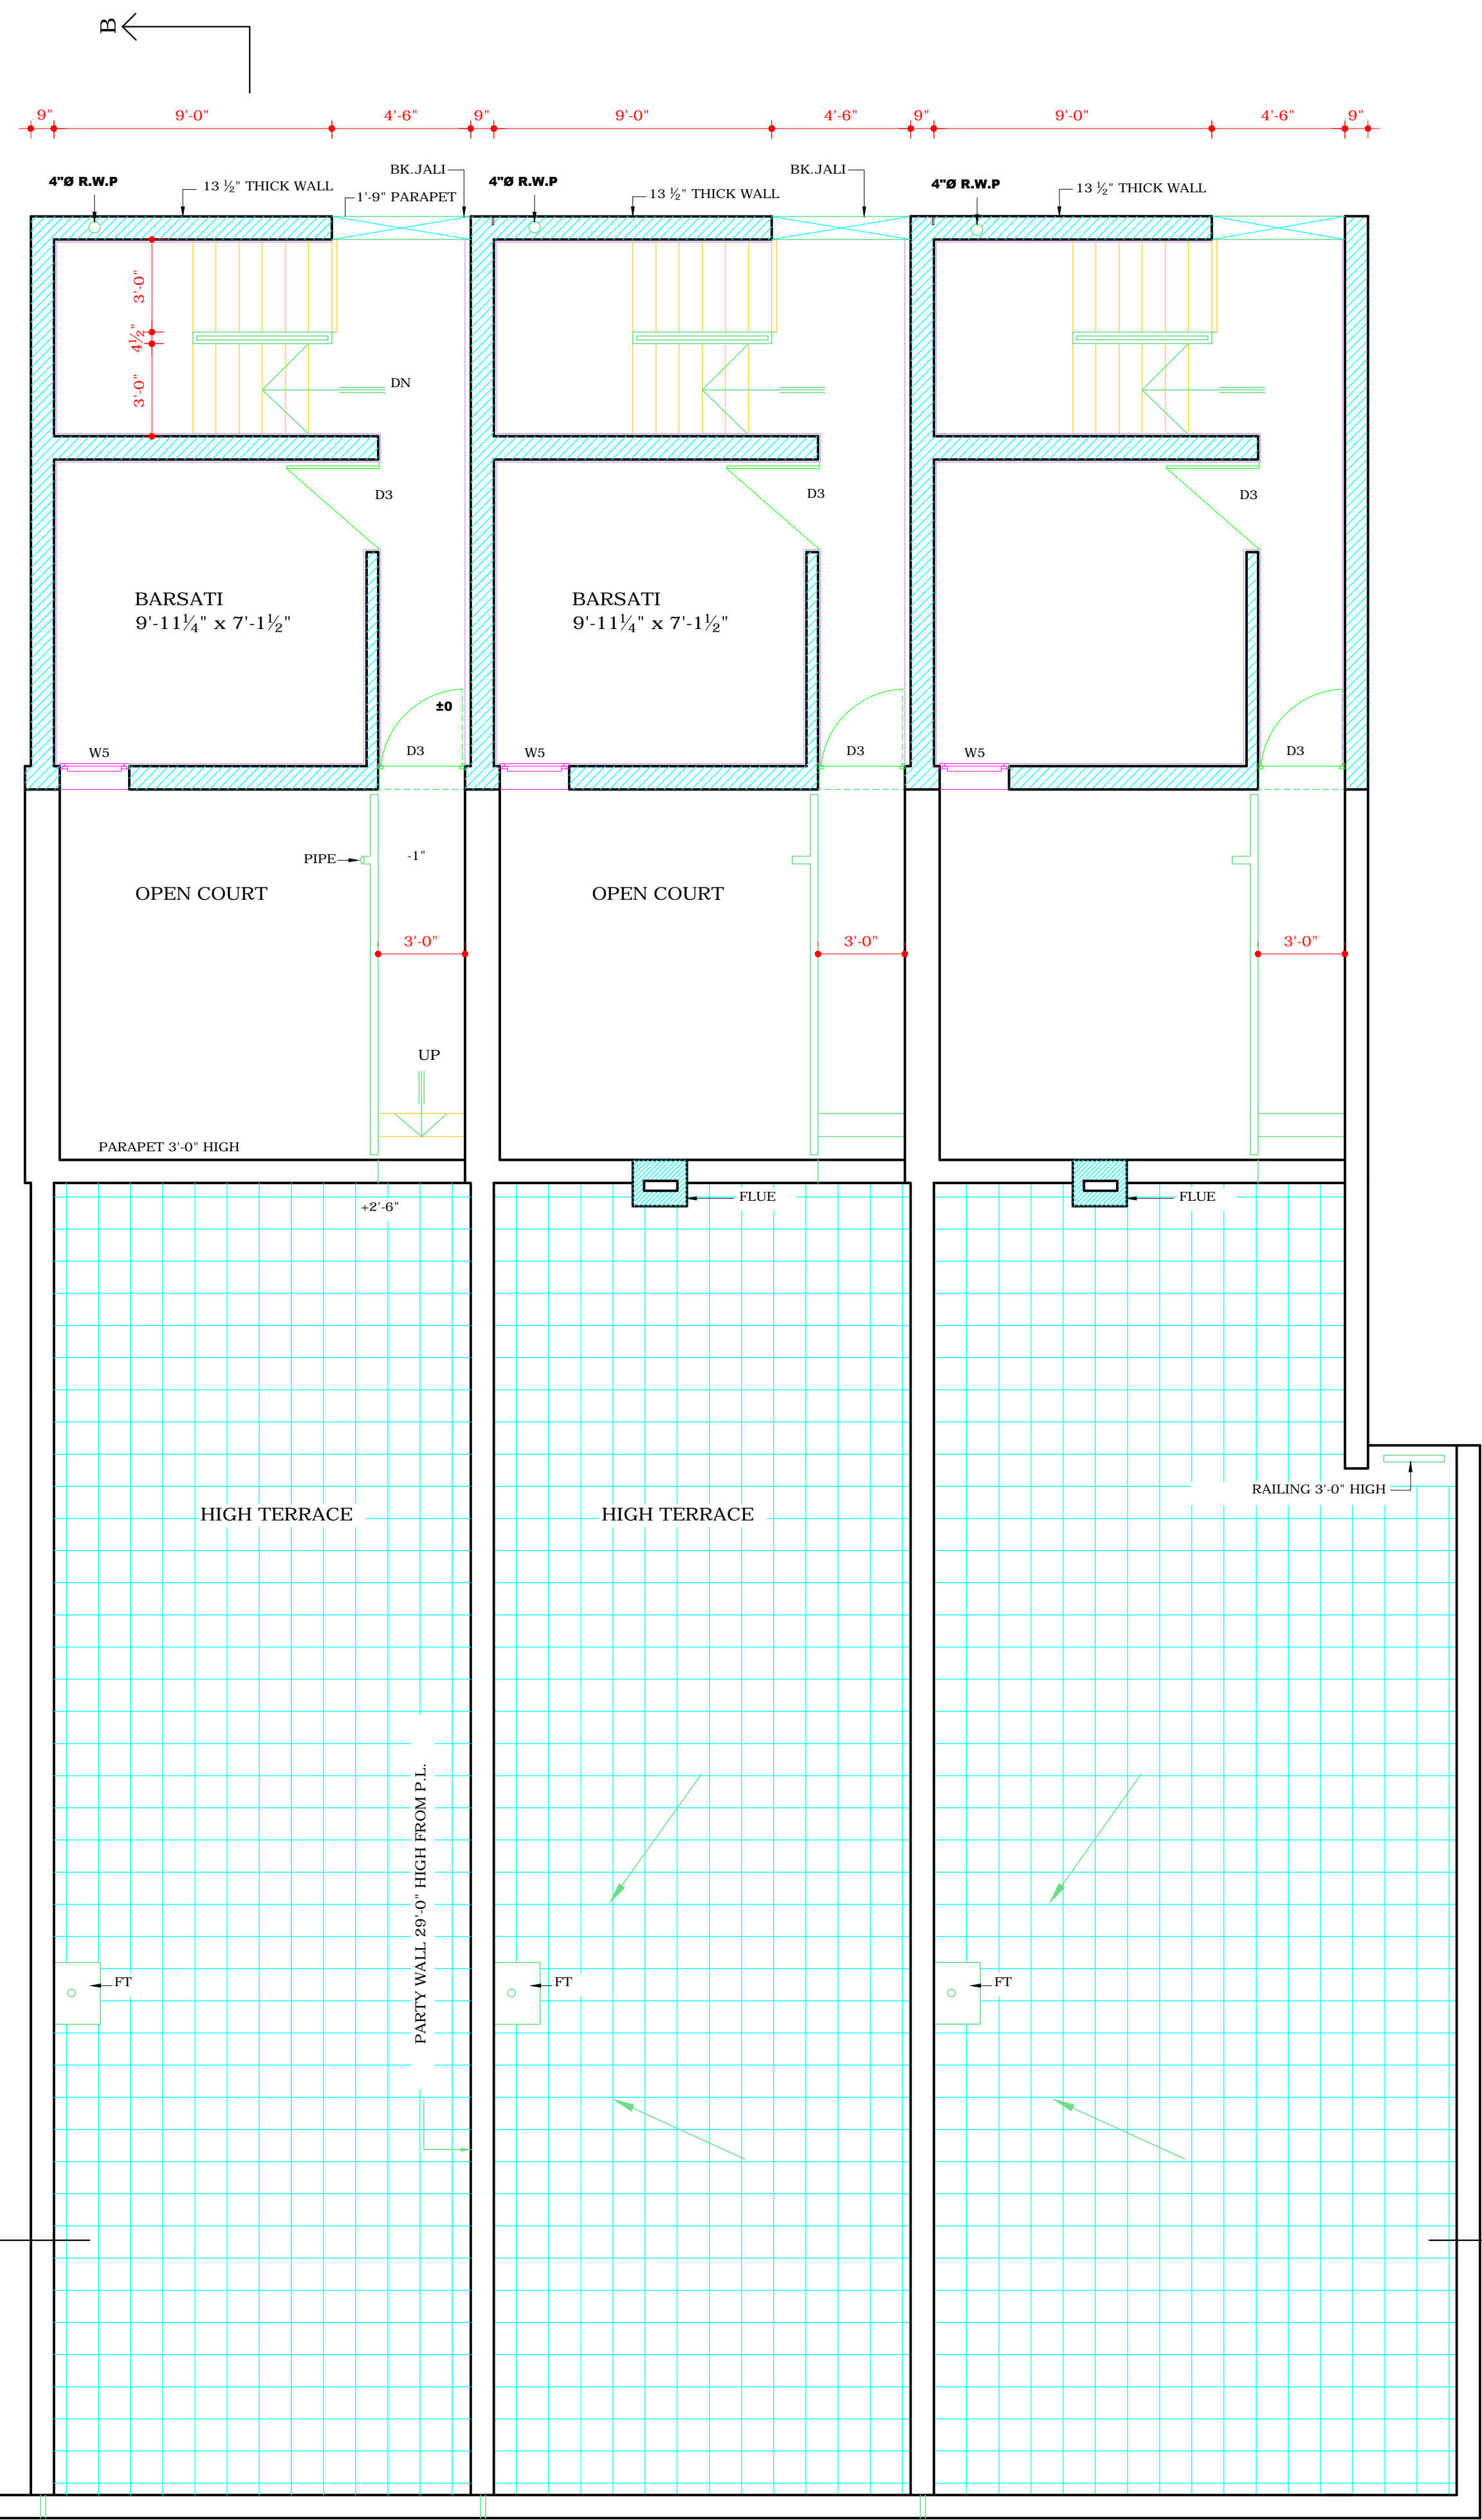 B
9" 9'-0" 4'-6" 9" 9'-0" 4'-6" 9" 9'-0" 4'-6" 9"
BK.JALI BK.JALI
4"Ø R.W.P 13 ½" THICK WALL 4"Ø R.W.P 13 ½" THICK WALL 4"Ø R.W.P 13 ½" THICK WALL
1'-9" PARAPET
3'-0"
4½"
3'-0"
DN
D3 D3 D3
BARSATI BARSATI
9'-11¼" x 7'-1½" 9'-11¼" x 7'-1½"
±0
W5 D3 W5 D3 W5 D3
PIPE -1"
OPEN COURT OPEN COURT
3'-0" 3'-0" 3'-0"
UP
PARAPET 3'-0" HIGH
FLUE FLUE
+2'-6"
RAILING 3'-0" HIGH
HIGH TERRACE HIGH TERRACE
PARTY WALL 29'-0" HIGH FROM P.L.
FT FT FT